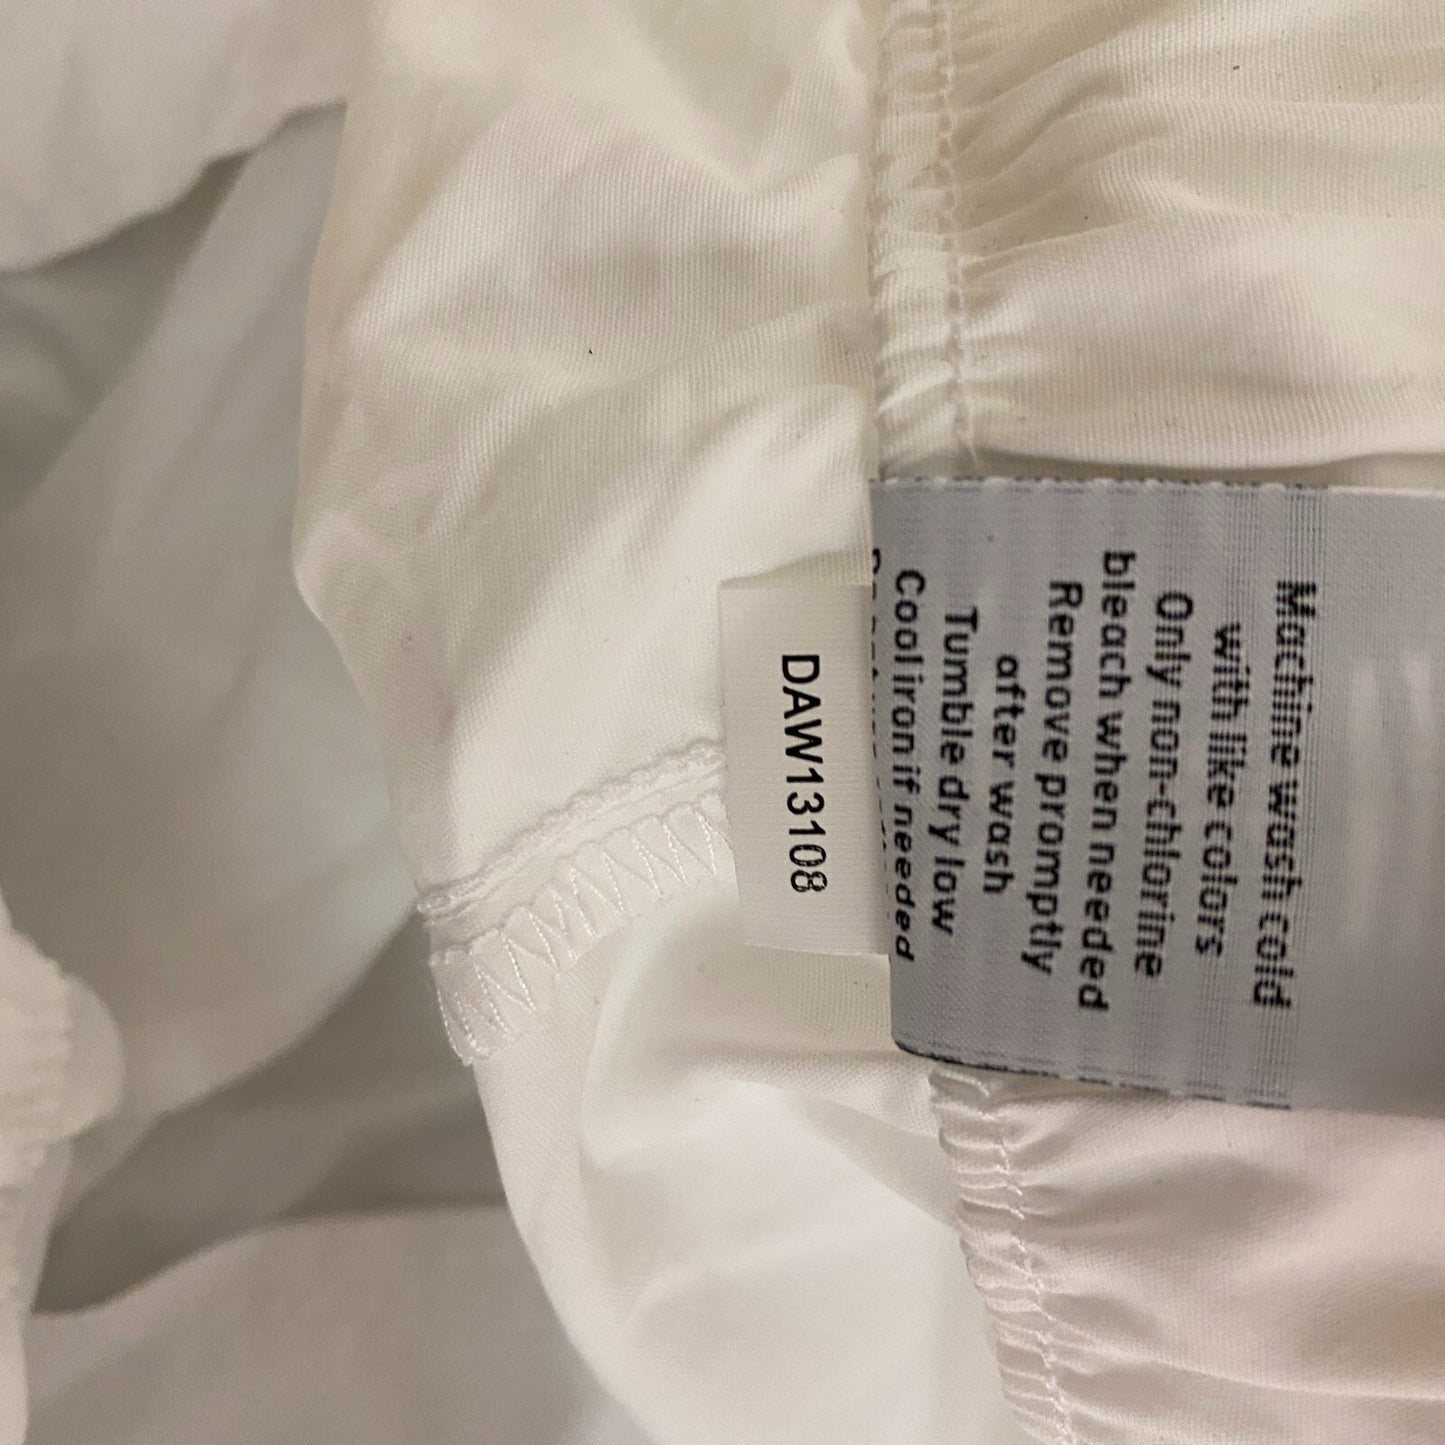 Machine wash cold
with like colors
Only non-chlorine
bleach when needed
Remove promptly
after wash
Tumble dry low
Cool iron if needed
DAW13108